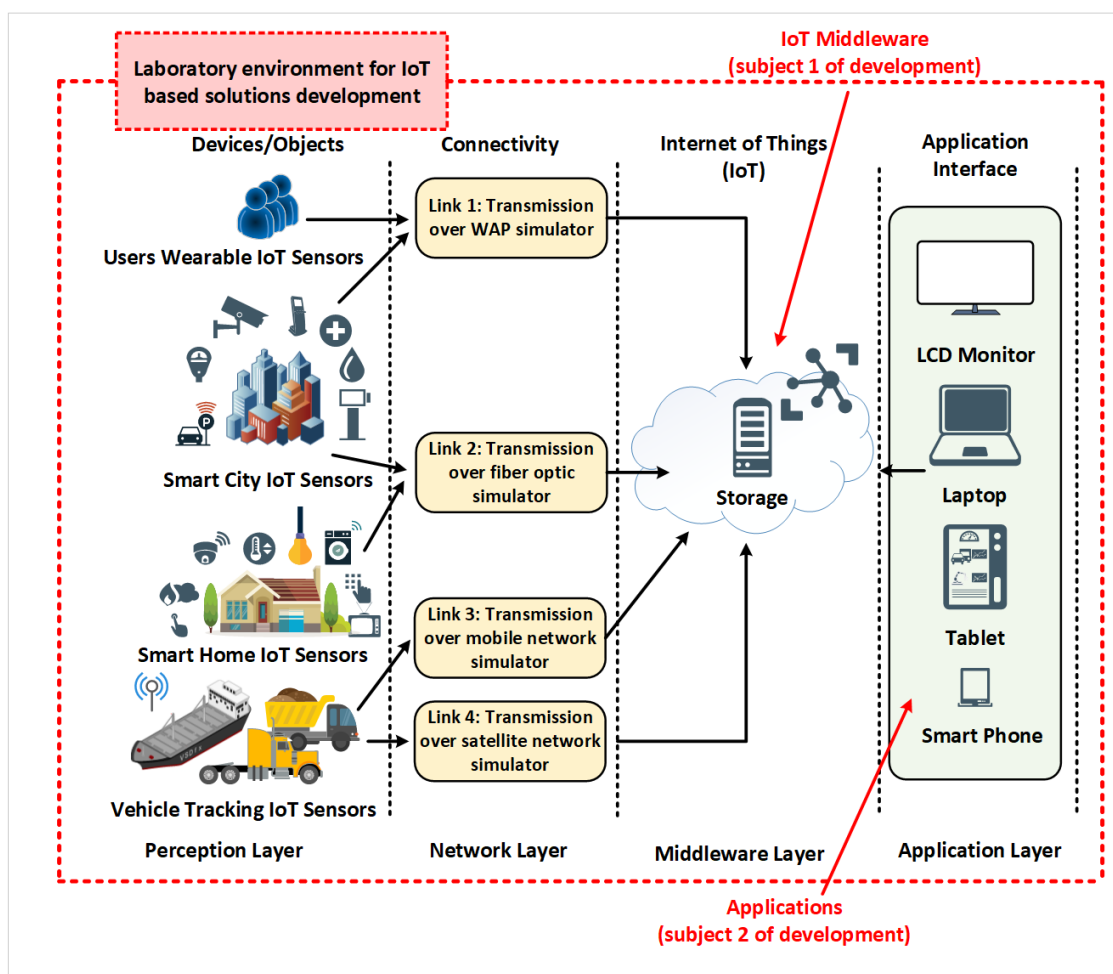 IoT Middleware
(subject 1 of development)
Laboratory environment for IoT
based solutions development
Devices/Objects
Connectivity
Internet of Things
(IoT)
Application
Interface
Users Wearable IoT Sensors
Link 1: Transmission
over WAP simulator
P
Smart City IoT Sensors
Link 2: Transmission
over fiber optic
simulator
Storage
LCD Monitor
Laptop
Tablet
Smart Phone
Smart Home IoT Sensors
Link 3: Transmission
over mobile network
simulator
VSD1x
Vehicle Tracking IoT Sensors
Link 4: Transmission
over satellite network
simulator
Perception Layer
Network Layer
Middleware Layer
Application Layer
Applications
(subject 2 of development)